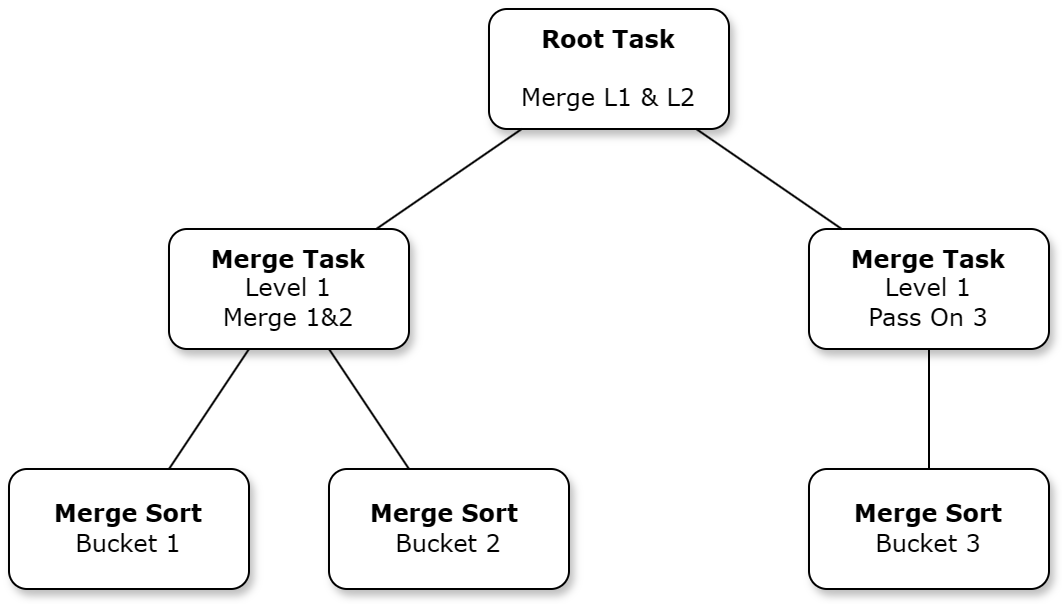 Root Task
Merge L1 & L2
Merge Task
Level 1
Merge 1&2
Merge Task
Level 1
Pass On 3
Merge Sort
Bucket 1
Merge Sort
Bucket 2
Merge Sort
Bucket 3